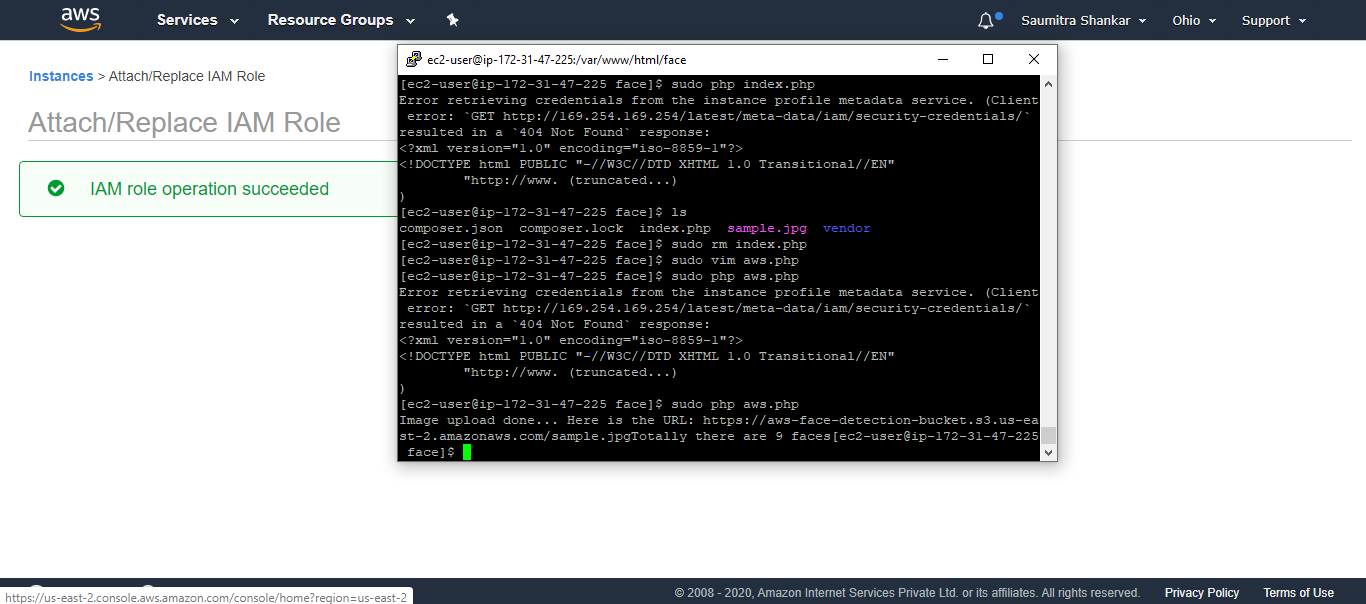 aws
Services
Resource Groups
Saumitra Shankar
Ohio
Support
Instances > Attach/Replace IAM Role
Attach/Replace IAM Role
IAM role operation succeeded
ec2-user@ip-172-31-47-225:/var/www/html/face
[ec2-user@ip-172-31-47-225 face]$ sudo php index.php
Error retrieving credentials from the instance profile metadata service. (Client
error: `GET http://169.254.169.254/latest/meta-data/iam/security-credentials/`
resulted in a `404 Not Found` response:
<?xml version="1.0" encoding="iso-8859-1"?>
<!DOCTYPE html PUBLIC "-//W3C//DTD XHTML 1.0 Transitional//EN"
"http://www. (truncated...)
)
[ec2-user@ip-172-31-47-225 face]$ ls
composer.json composer.lock index.php sample.jpg vendor
[ec2-user@ip-172-31-47-225 face]$ sudo rm index.php
[ec2-user@ip-172-31-47-225 face]$ sudo vim aws.php
[ec2-user@ip-172-31-47-225 face]$ sudo php aws.php
Error retrieving credentials from the instance profile metadata service. (Client
error: `GET http://169.254.169.254/latest/meta-data/iam/security-credentials/`
resulted in a `404 Not Found` response:
<?xml version="1.0" encoding="iso-8859-1"?>
<!DOCTYPE html PUBLIC "-//W3C//DTD XHTML 1.0 Transitional//EN"
"http://www. (truncated...)
)
[ec2-user@ip-172-31-47-225 face]$ sudo php aws.php
Image upload done... Here is the URL: https://aws-face-detection-bucket.s3.us-ea
st-2.amazonaws.com/sample.jpgTotally there are 9 faces[ec2-user@ip-172-31-47-225
face]$
© 2008 - 2020, Amazon Internet Services Private Ltd. or its affiliates. All rights reserved.
Privacy Policy
Terms of Use
https://us-east-2.console.aws.amazon.com/console/home?region=us-east-2